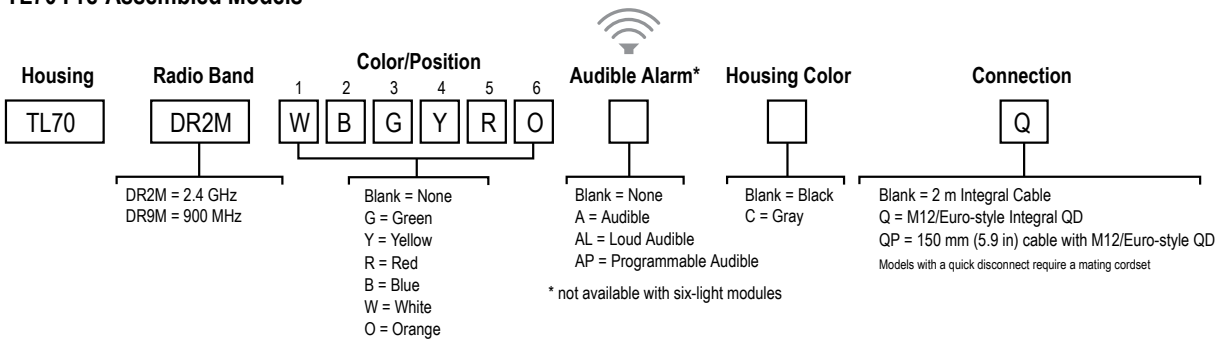 TL70 Pre-Assembled Models
Housing
Radio Band
Color/Position
Audible Alarm*
Housing Color
Connection
1 2 3 4 5 6
TL70
DR2M
W B G Y R O
Q
DR2M = 2.4 GHz
DR9M = 900 MHz
Blank = None
G = Green
Y = Yellow
R = Red
B = Blue
W = White
O = Orange
Blank = None
A = Audible
AL = Loud Audible
AP = Programmable Audible
* not available with six-light modules
Blank = Black
C = Gray
Blank = 2 m Integral Cable
Q = M12/Euro-style Integral QD
QP = 150 mm (5.9 in) cable with M12/Euro-style QD
Models with a quick disconnect require a mating cordset